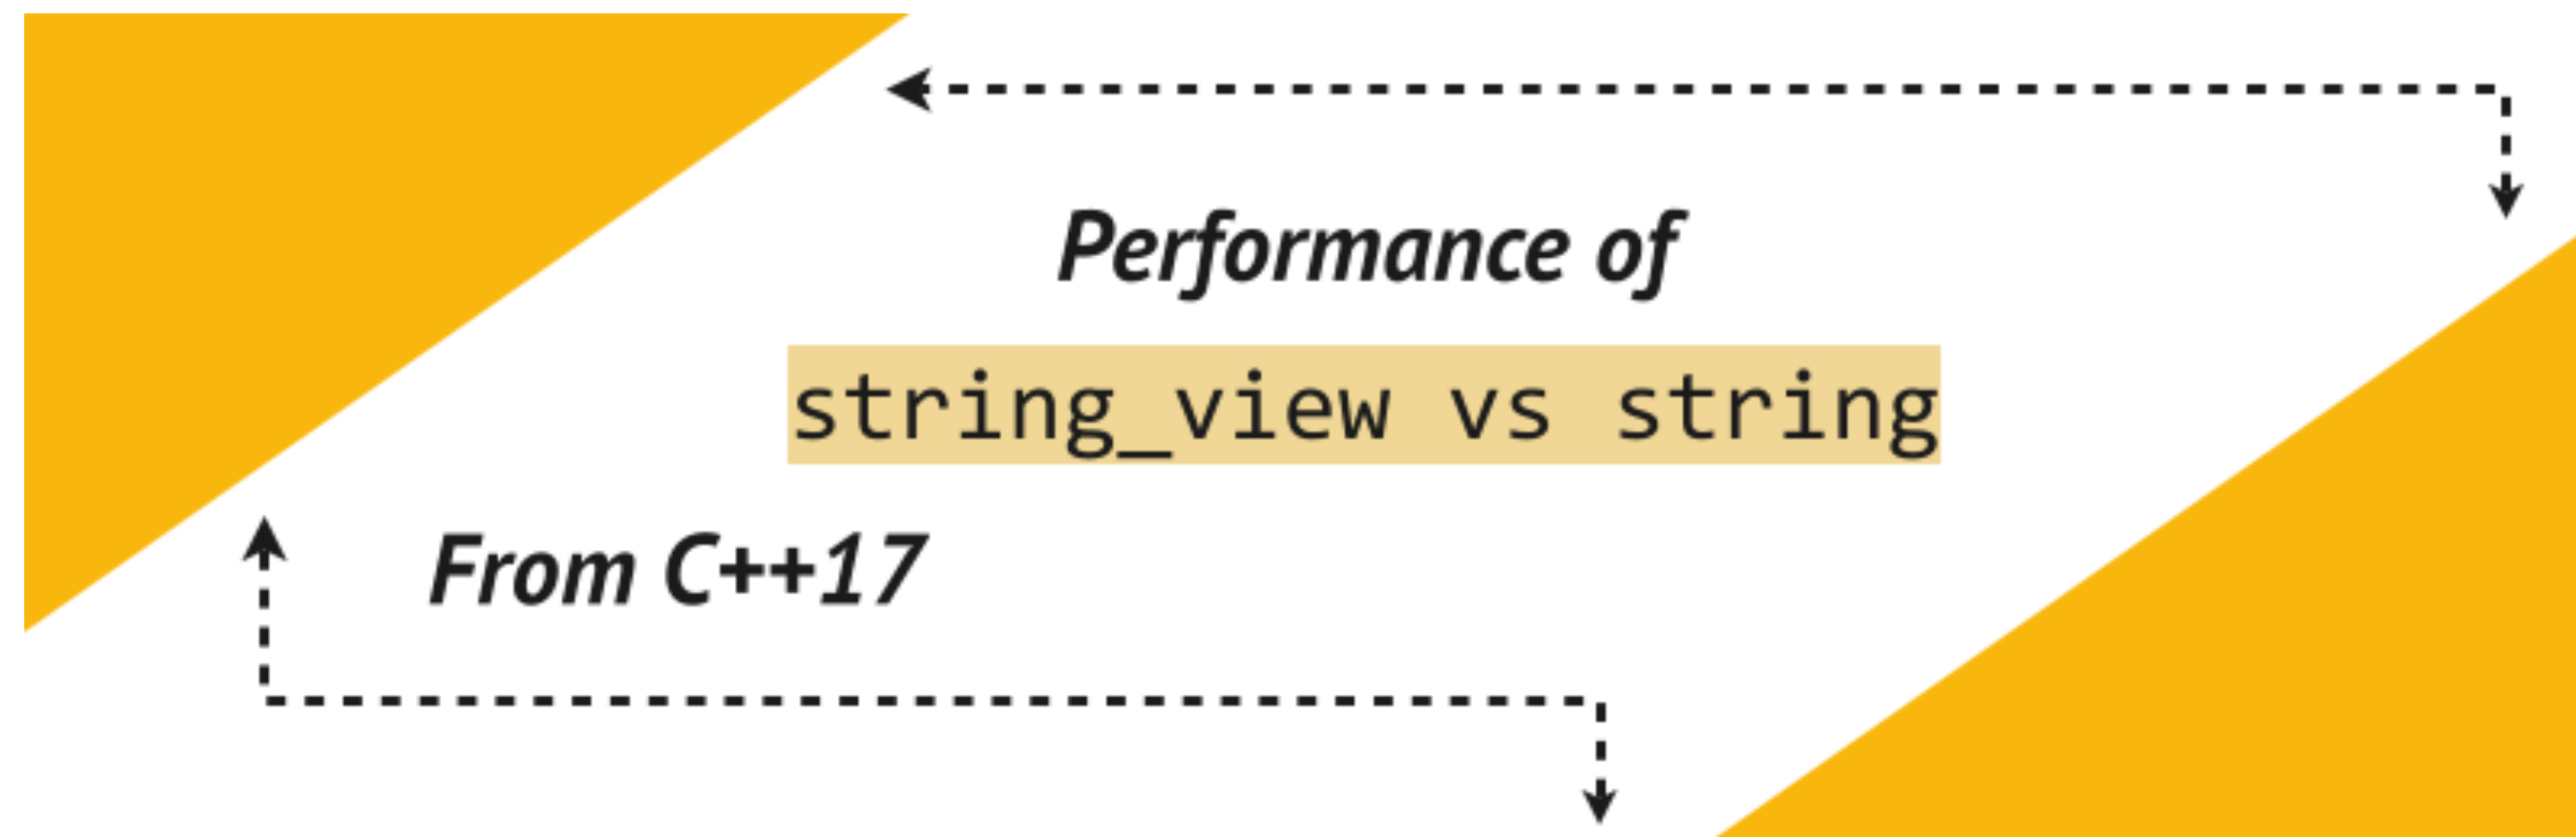 Performance of
string_view vs string
From C++17